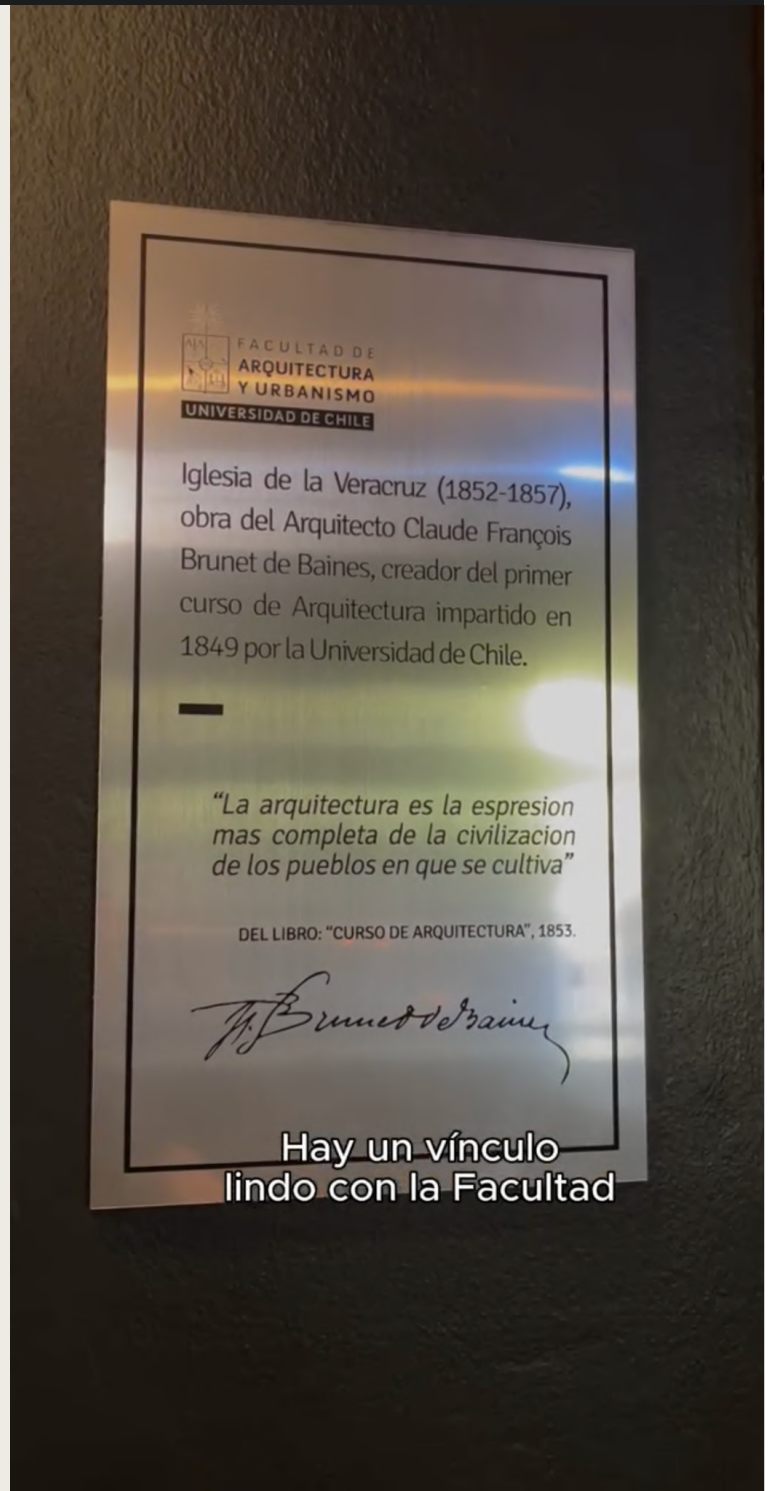 FACULTAD DE
ARQUITECTURA
Y URBANISMO
UNIVERSIDAD DE CHILE
Iglesia de la Veracruz (1852-1857),
obra del Arquitecto Claude François
Brunet de Baines, creador del primer
curso de Arquitectura impartido en
1849 por la Universidad de Chile.
“La arquitectura es la espresion
mas completa de la civilizacion
de los pueblos en que se cultiva”
DEL LIBRO: “CURSO DE ARQUITECTURA”, 1853.
Brunet de Baines
Hay un vínculo
lindo con la Facultad